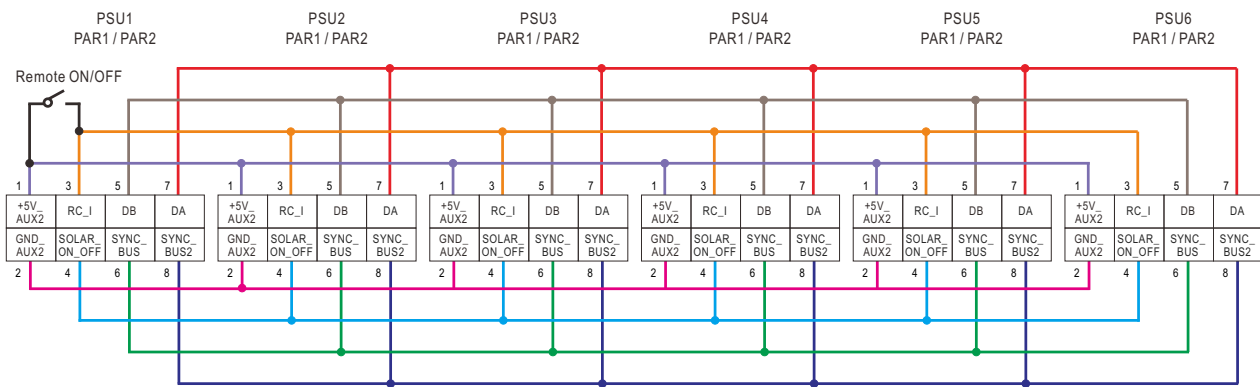 PSU1 PSU2 PSU3 PSU4 PSU5 PSU6
PAR1 / PAR2 PAR1 / PAR2 PAR1 / PAR2 PAR1 / PAR2 PAR1 / PAR2 PAR1 / PAR2
Remote ON/OFF
1 3 5 7 1 3 5 7 1 3 5 7 1 3 5 7 1 3 5 7 1 3 5 7
+5V_ +5V_ +5V_ +5V_ +5V_ +5V_
AUX2 RC_I DB DA AUX2 RC_I DB DA AUX2 RC_I DB DA AUX2 RC_I DB DA AUX2 RC_I DB DA AUX2 RC_I DB DA
GND_ SOLAR_ SYNC_ SYNC_ GND_ SOLAR_ SYNC_ SYNC_ GND_ SOLAR_ SYNC_ SYNC_ GND_ SOLAR_ SYNC_ SYNC_ GND_ SOLAR_ SYNC_ SYNC_ GND_ SOLAR_ SYNC_ SYNC_
AUX2 ON_OFF BUS BUS2 AUX2 ON_OFF BUS BUS2 AUX2 ON_OFF BUS BUS2 AUX2 ON_OFF BUS BUS2 AUX2 ON_OFF BUS BUS2 AUX2 ON_OFF BUS BUS2
2 4 6 8 2 4 6 8 2 4 6 8 2 4 6 8 2 4 6 8 2 4 6 8